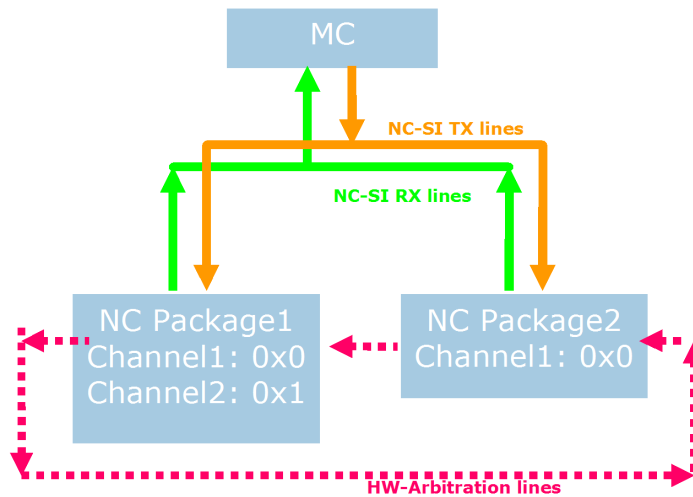 MC
NC-SI TX lines
NC-SI RX lines
NC Package1
Channel1: 0x0
Channel2: 0x1
NC Package2
Channel1: 0x0
HW-Arbitration lines